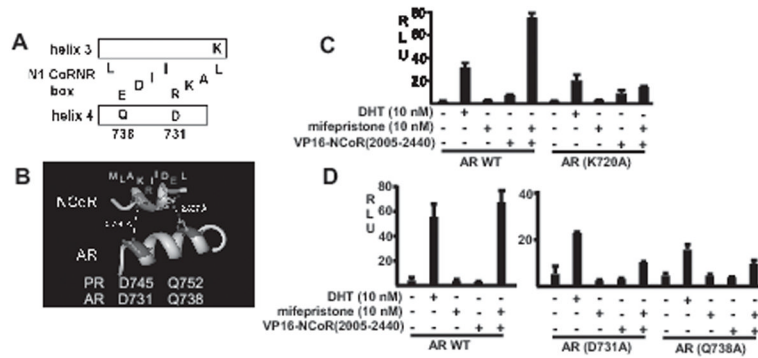 A
helix 3
K
N1 CoRNR box
L E D I I R K A L
helix 4
Q D
738 731
B
M L A K R I I D E L
NCoR
AR
PR D745 Q752
AR D731 Q738
C
RLU
80
60
40
20
DHT (10 nM) - + - - - - + - - -
mifepristone (10 nM) - - + - + - - + - +
VP16-NCoR(2005-2440) - - - + + - - - + +
AR WT
AR (K720A)
D
RLU
80
60
40
20
0
40
20
DHT (10 nM) - + - - - - + - - - - + - - -
mifepristone (10 nM) - - + - + - - + - + - - + - +
VP16-NCoR(2005-2440) - - - + + - - - + + - - - + +
AR WT
AR (D731A)
AR (Q738A)